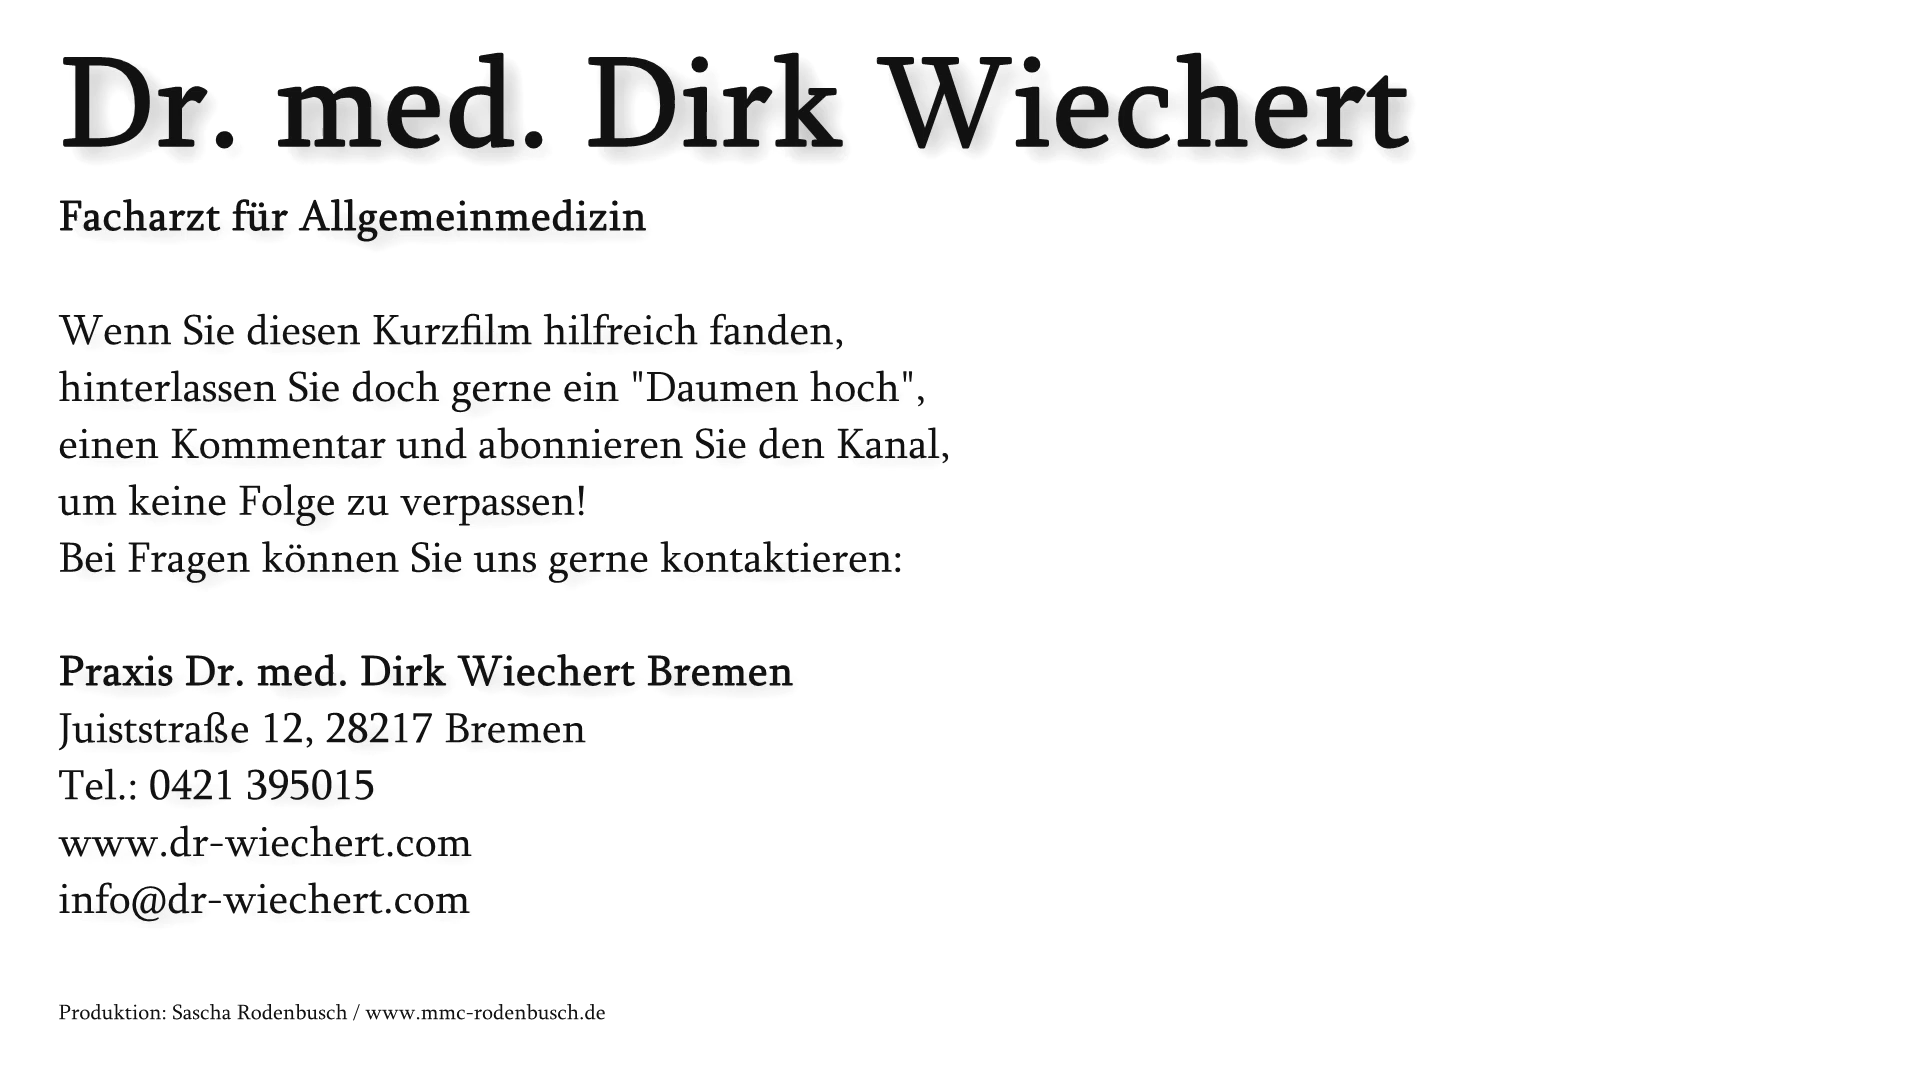 Dr. med. Dirk Wiechert
Facharzt für Allgemeinmedizin
Wenn Sie diesen Kurzfilm hilfreich fanden,
hinterlassen Sie doch gerne ein "Daumen hoch",
einen Kommentar und abonnieren Sie den Kanal,
um keine Folge zu verpassen!
Bei Fragen können Sie uns gerne kontaktieren:
Praxis Dr. med. Dirk Wiechert Bremen
Juiststraße 12, 28217 Bremen
Tel.: 0421 395015
www.dr-wiechert.com
info@dr-wiechert.com
Produktion: Sascha Rodenbusch / www.mmc-rodenbusch.de